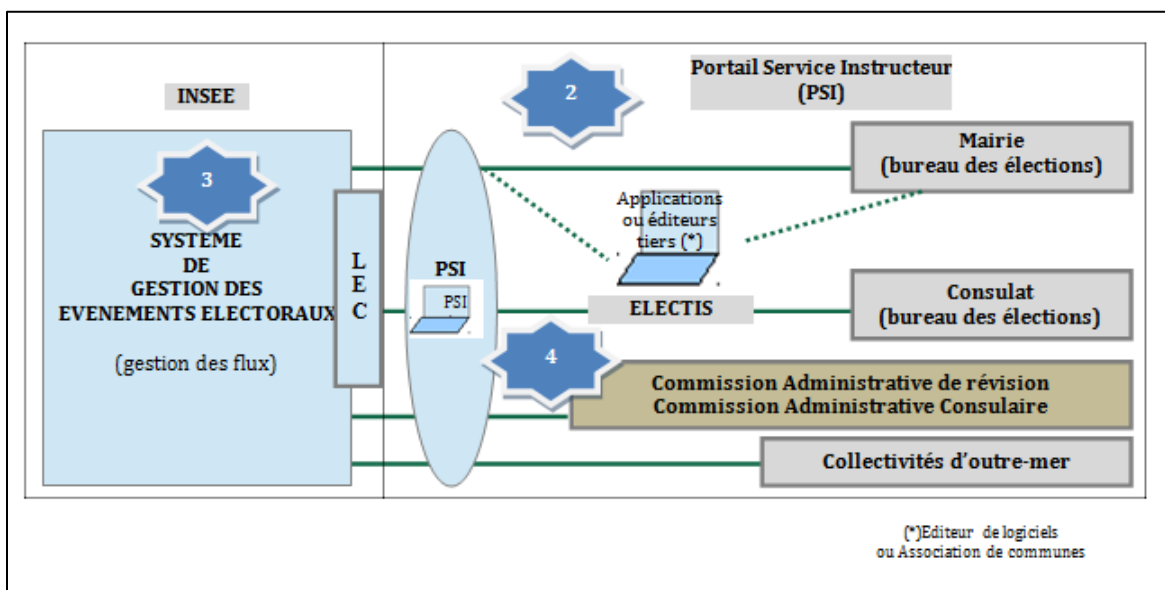 INSEE
3
SYSTÈME
DE
GESTION DES
EVENEMENTS ELECTORAUX
(gestion des flux)
L
E
C
2
Portail Service Instructeur
(PSI)
PSI
PSI
Applications
ou éditeurs
tiers (*)
ELECTIS
4
Mairie
(bureau des élections)
Consulat
(bureau des élections)
Commission Administrative de révision
Commission Administrative Consulaire
Collectivités d'outre-mer
(*)Editeur de logiciels
ou Association de communes